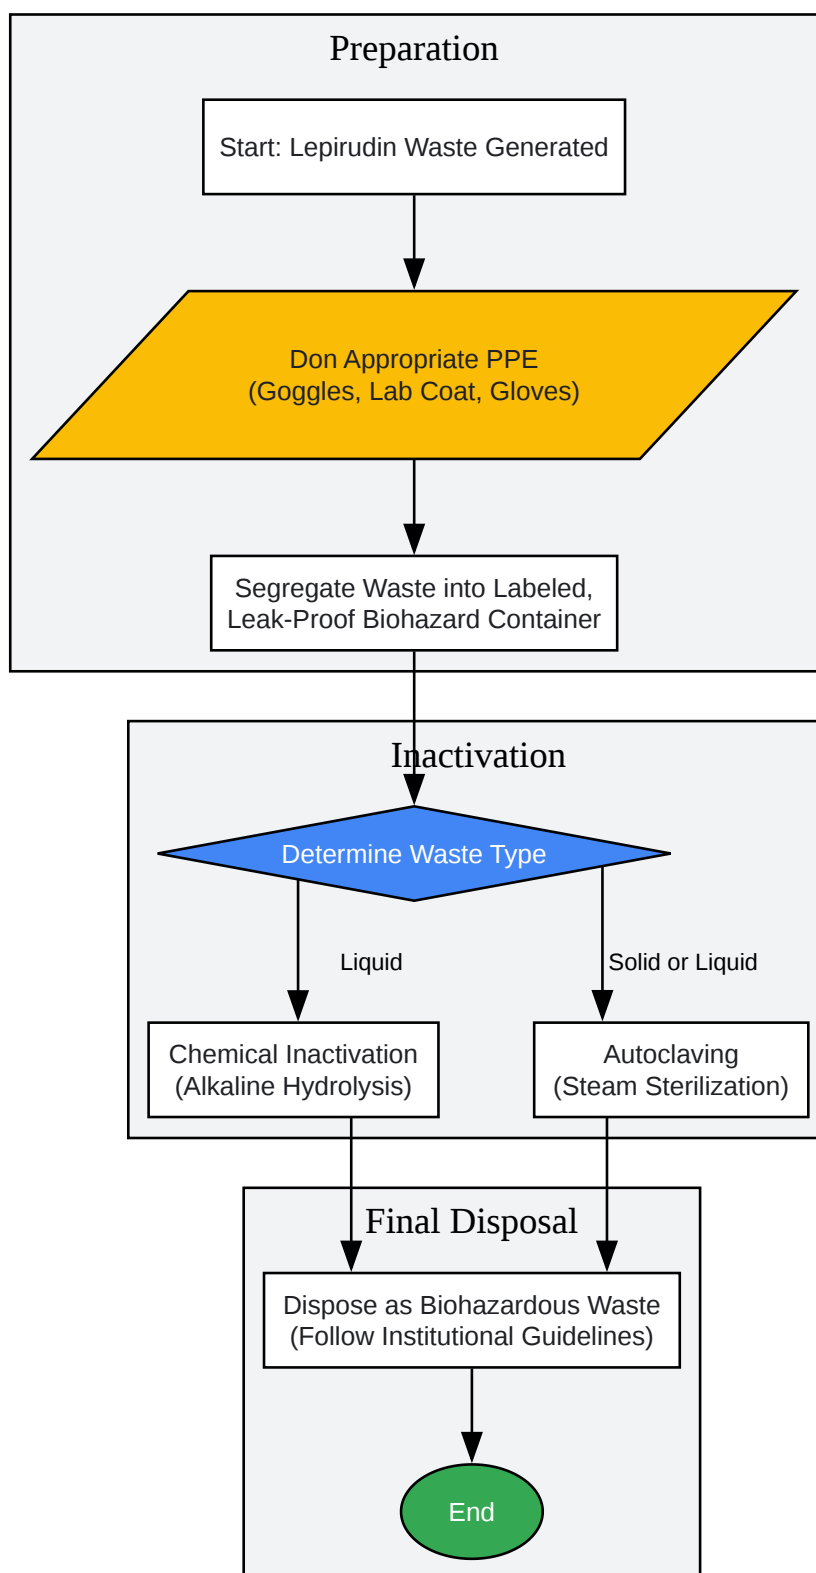 Preparation
Start: Lepirudin Waste Generated
Don Appropriate PPE
(Goggles, Lab Coat, Gloves)
Segregate Waste into Labeled,
Leak-Proof Biohazard Container
Inactivation
Determine Waste Type
Liquid
Solid or Liquid
Chemical Inactivation
(Alkaline Hydrolysis)
Autoclaving
(Steam Sterilization)
Final Disposal
Dispose as Biohazardous Waste
(Follow Institutional Guidelines)
End